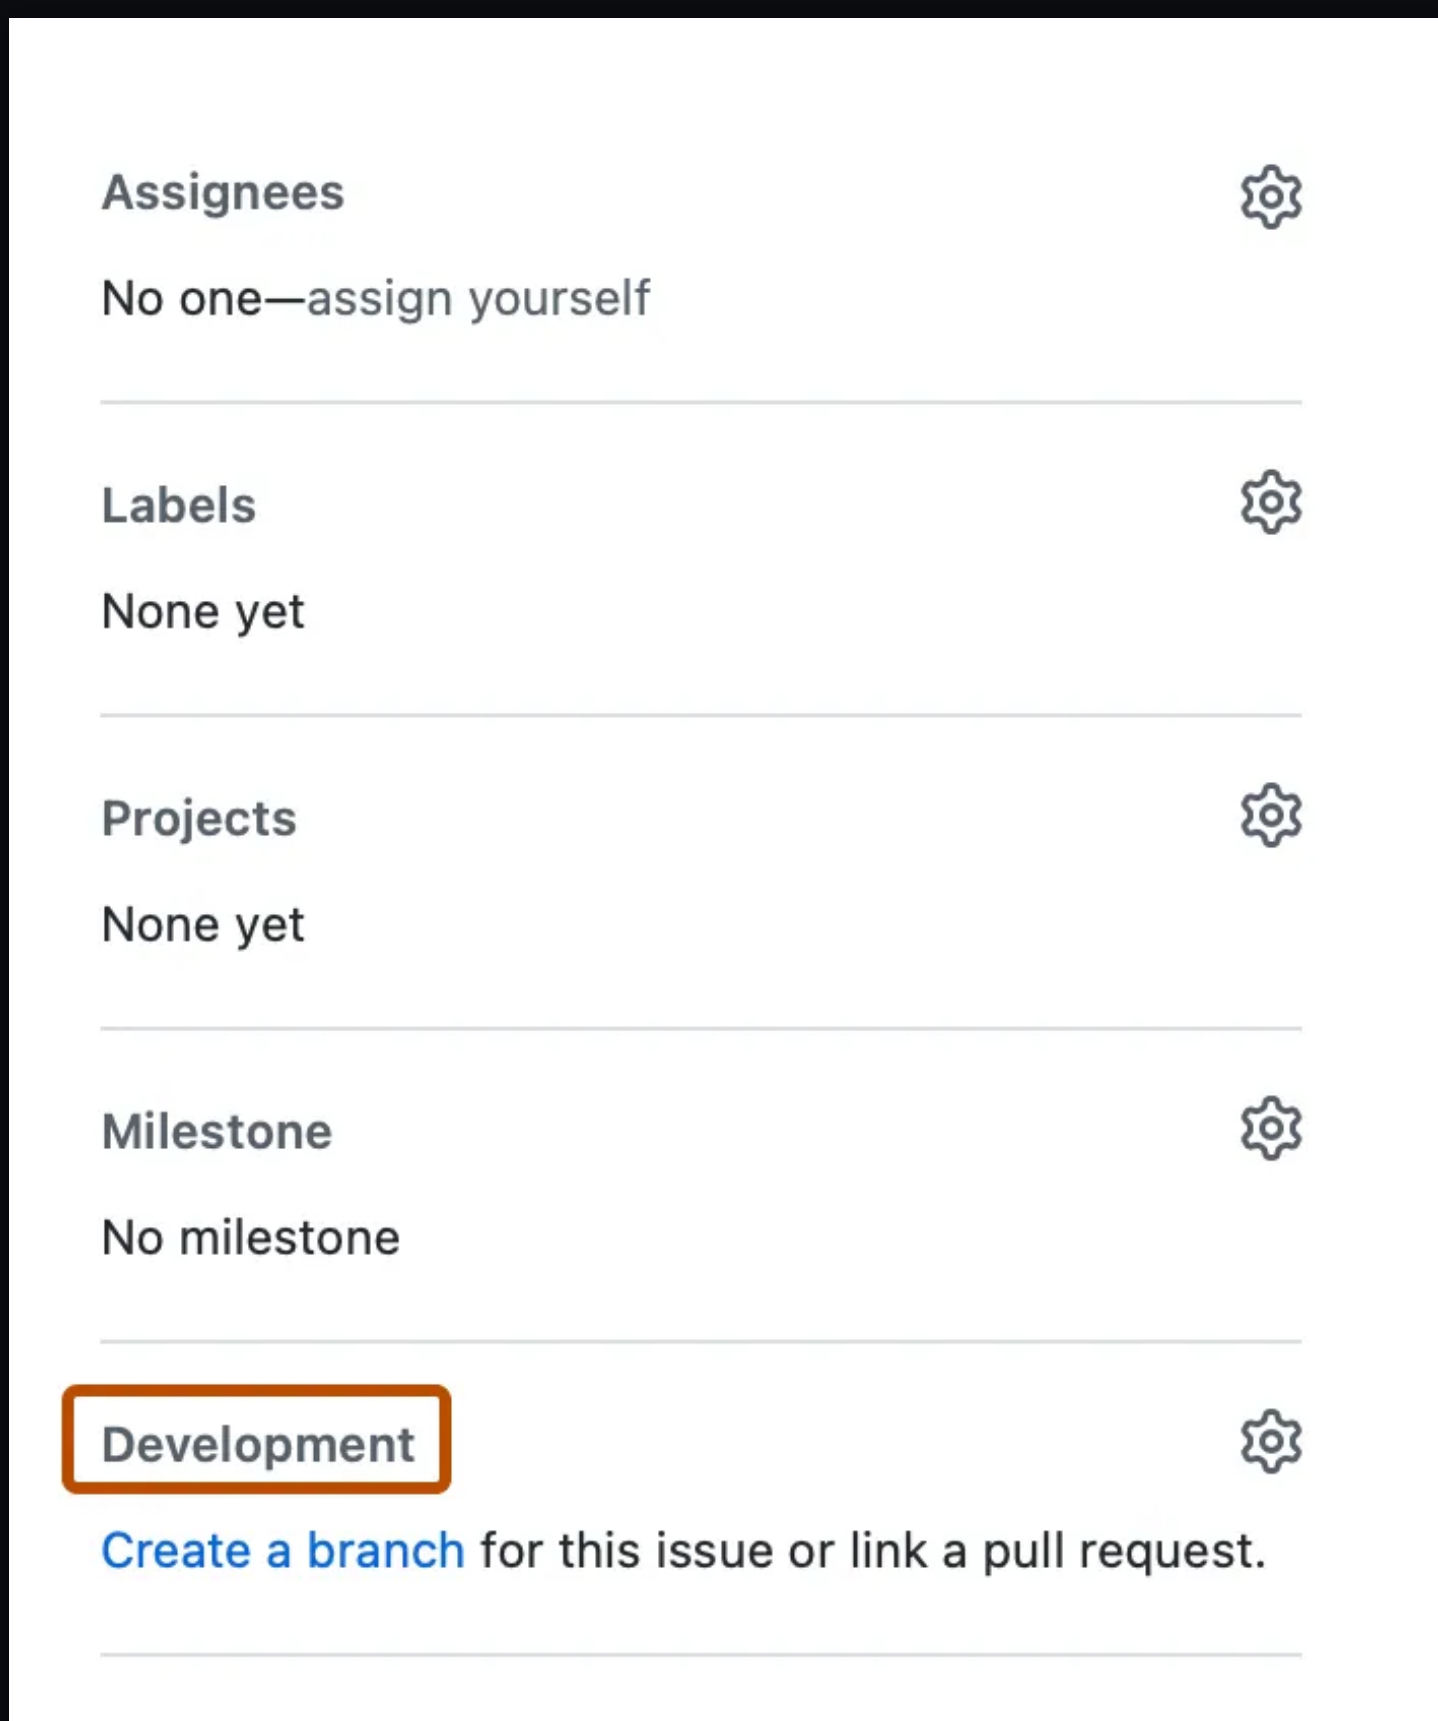 Assignees
No one—assign yourself
Labels
None yet
Projects
None yet
Milestone
No milestone
Development
Create a branch for this issue or link a pull request.